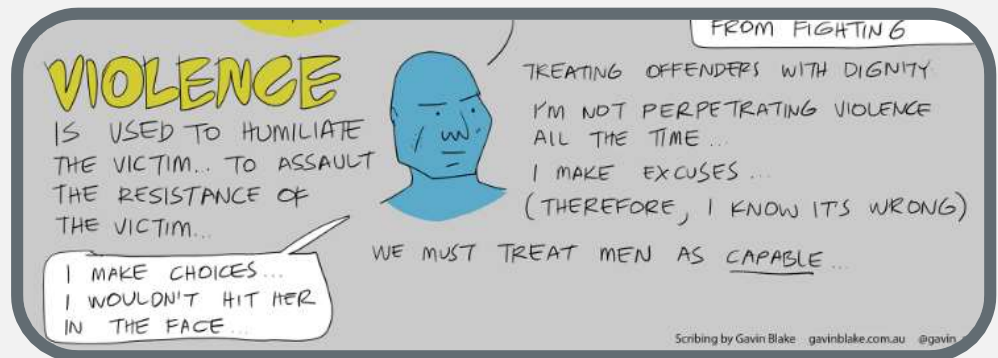 FROM FIGHTING
VIOLENCE
IS USED TO HUMILIATE
THE VICTIM... TO ASSAULT
THE RESISTANCE OF
THE VICTIM...
I MAKE CHOICES...
I WOULDN'T HIT HER
IN THE FACE...
TREATING OFFENDERS WITH DIGNITY
I'M NOT PERPETRATING VIOLENCE
ALL THE TIME...
I MAKE EXCUSES...
(THEREFORE, I KNOW IT'S WRONG)
WE MUST TREAT MEN AS CAPABLE...
Scribing by Gavin Blake gavinblake.com.au @gavin